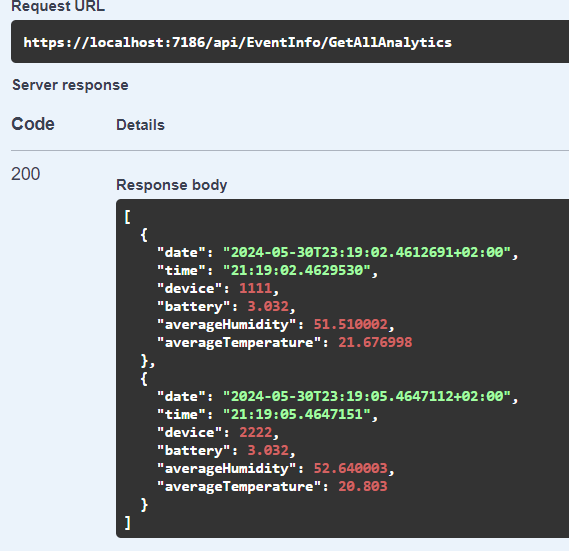 Request URL
https://localhost:7186/api/EventInfo/GetAllAnalytics
Server response
Code Details
200
Response body
[
  {
    "date": "2024-05-30T23:19:02.4612691+02:00",
    "time": "21:19:02.4629530",
    "device": 1111,
    "battery": 3.032,
    "averageHumidity": 51.510002,
    "averageTemperature": 21.676998
  },
  {
    "date": "2024-05-30T23:19:05.4647112+02:00",
    "time": "21:19:05.4647151",
    "device": 2222,
    "battery": 3.032,
    "averageHumidity": 52.640003,
    "averageTemperature": 20.803
  }
]